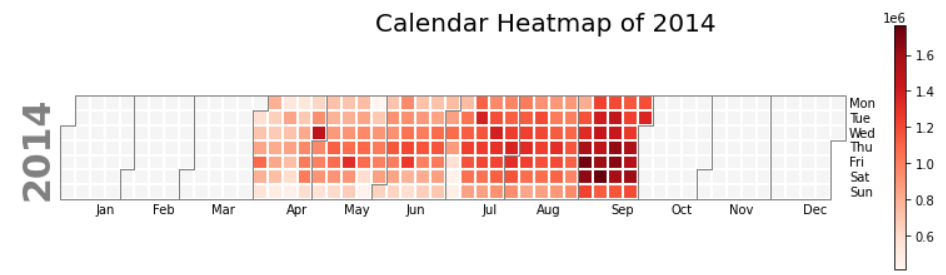 Calendar Heatmap of 2014
1e6
2014
Mon
Tue
Wed
Thu
Fri
Sat
Sun
Jan Feb Mar Apr May Jun Jul Aug Sep Oct Nov Dec
1.6
1.4
1.2
1.0
0.8
0.6